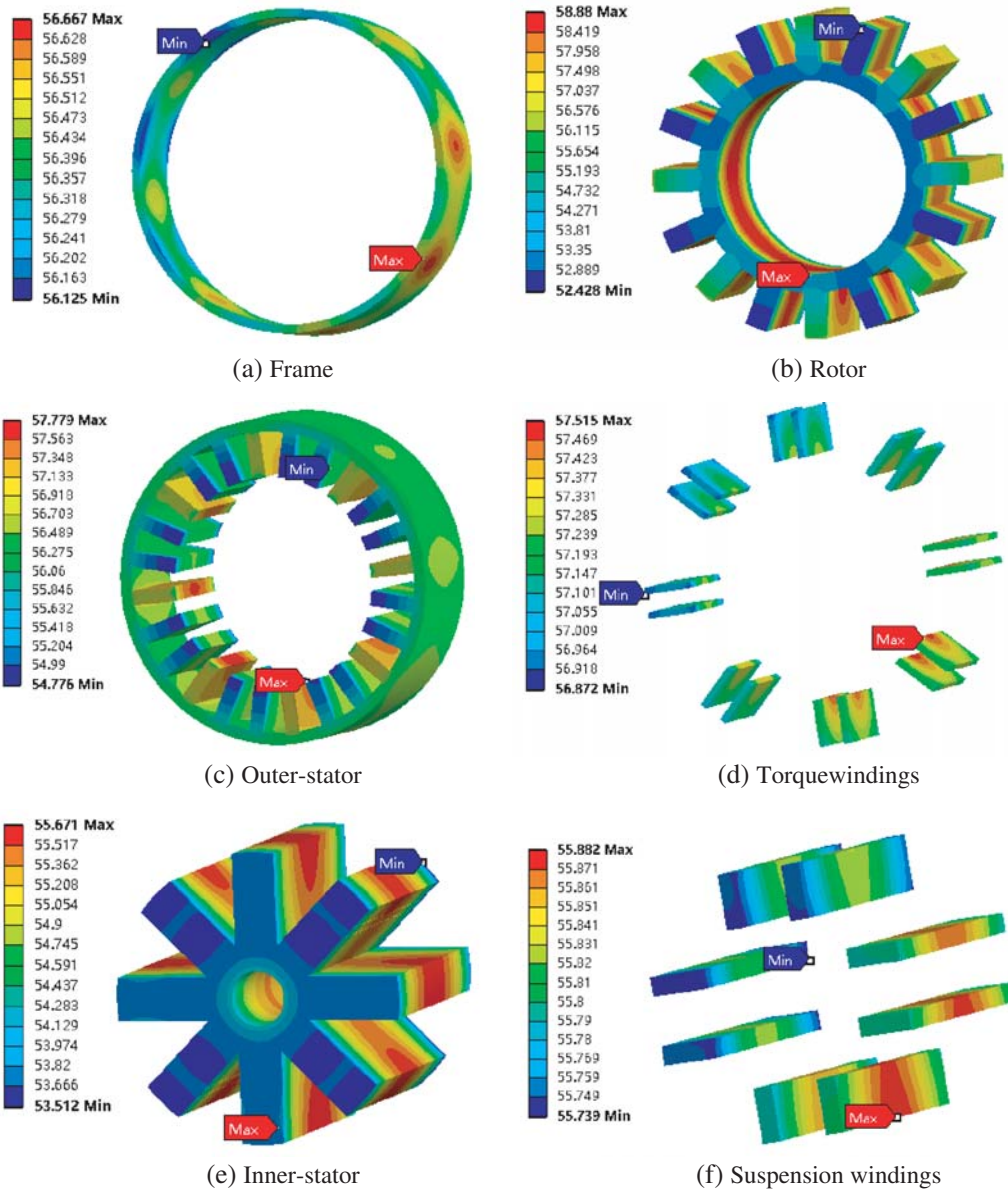 56.667 Max
56.628
56.589
56.551
56.512
56.473
56.434
56.396
56.357
56.318
56.279
56.241
56.202
56.163
56.125 Min
Min
Max
(a) Frame
58.88 Max
58.419
57.958
57.498
57.037
56.576
56.115
55.654
55.193
54.732
54.271
53.81
53.35
52.889
52.428 Min
Min
Max
(b) Rotor
57.779 Max
57.563
57.348
57.133
56.918
56.703
56.489
56.275
56.06
55.846
55.632
55.418
55.204
54.99
54.776 Min
Min
Max
(c) Outer-stator
57.515 Max
57.469
57.423
57.377
57.331
57.285
57.239
57.193
57.147
57.101
57.055
57.009
56.964
56.918
56.872 Min
Min
Max
(d) Torquewindings
55.671 Max
55.517
55.362
55.208
55.054
54.9
54.745
54.591
54.437
54.283
54.129
53.974
53.82
53.666
53.512 Min
Min
Max
(e) Inner-stator
55.882 Max
55.871
55.861
55.851
55.841
55.831
55.82
55.81
55.8
55.79
55.78
55.769
55.759
55.749
55.739 Min
Min
Max
(f) Suspension windings